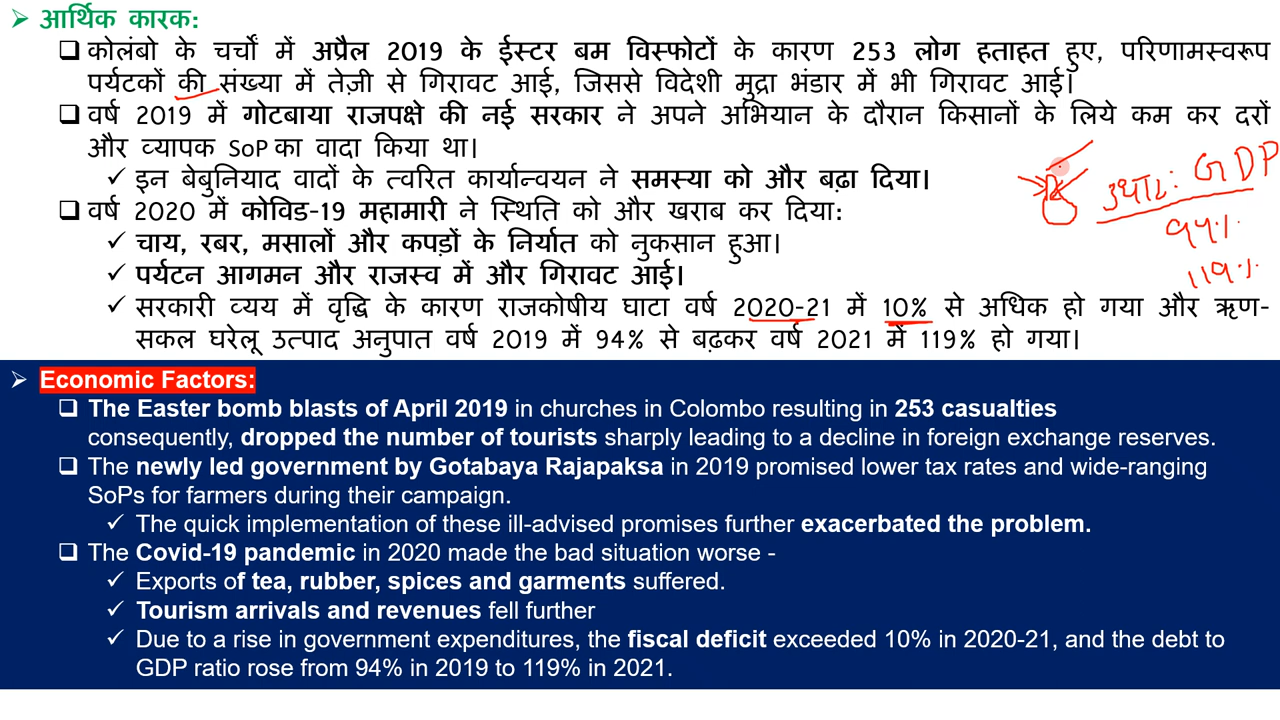 ➢ आर्थिक कारक:
❑ कोलंबो के चर्चों में अप्रैल 2019 के ईस्टर बम विस्फोटों के कारण 253 लोग हताहत हुए, परिणामस्वरूप
पर्यटकों की संख्या में तेज़ी से गिरावट आई, जिससे विदेशी मुद्रा भंडार में भी गिरावट आई।
❑ वर्ष 2019 में गोटबाया राजपक्षे की नई सरकार ने अपने अभियान के दौरान किसानों के लिये कम कर दरों
और व्यापक SoP का वादा किया था।
✓ इन बेबुनियाद वादों के त्वरित कार्यान्वयन ने समस्या को और बढ़ा दिया।
❑ वर्ष 2020 में कोविड-19 महामारी ने स्थिति को और खराब कर दिया:
✓ चाय, रबर, मसालों और कपड़ों के निर्यात को नुकसान हुआ।
✓ पर्यटन आगमन और राजस्व में और गिरावट आई।
✓ सरकारी व्यय में वृद्धि के कारण राजकोषीय घाटा वर्ष 2020-21 में 10% से अधिक हो गया और ऋण-
सकल घरेलू उत्पाद अनुपात वर्ष 2019 में 94% से बढ़कर वर्ष 2021 में 119% हो गया।
GDP
119%
➢ Economic Factors:
❑ The Easter bomb blasts of April 2019 in churches in Colombo resulting in 253 casualties
consequently, dropped the number of tourists sharply leading to a decline in foreign exchange reserves.
❑ The newly led government by Gotabaya Rajapaksa in 2019 promised lower tax rates and wide-ranging
SoPs for farmers during their campaign.
✓ The quick implementation of these ill-advised promises further exacerbated the problem.
❑ The Covid-19 pandemic in 2020 made the bad situation worse -
✓ Exports of tea, rubber, spices and garments suffered.
✓ Tourism arrivals and revenues fell further
✓ Due to a rise in government expenditures, the fiscal deficit exceeded 10% in 2020-21, and the debt to
GDP ratio rose from 94% in 2019 to 119% in 2021.